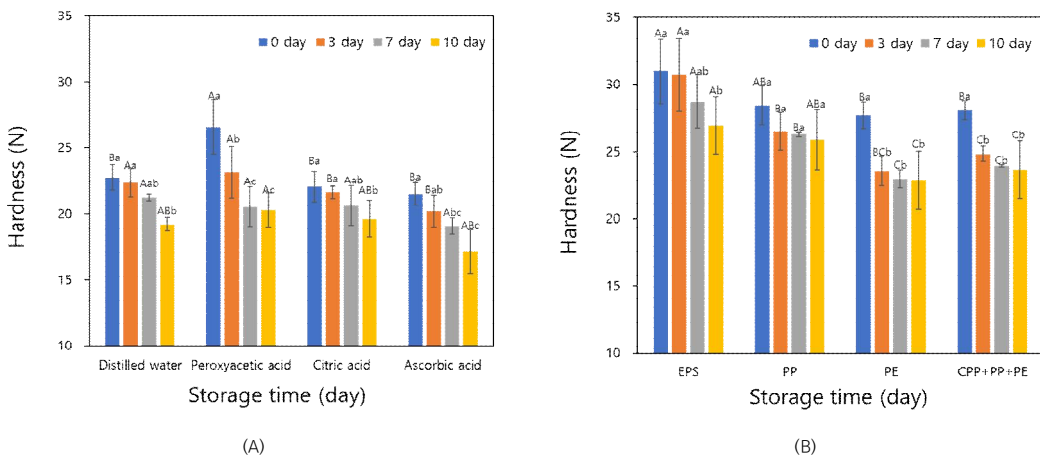 35
30
25
20
15
10
Hardness (N)
0 day 3 day 7 day 10 day
Ba Aa Aab ABb
Aa Ab Ac Ac
Ba Ba Aab ABb
Ba Bab Abc ABc
Distilled water Peroxyacetic acid Citric acid Ascorbic acid
Storage time (day)
(A)
35
30
25
20
15
10
Hardness (N)
0 day 3 day 7 day 10 day
Aa Aa Aab Ab
ABa Ba Ba ABa
Ba BCb Cb Cb
Ba Cb Cb Cb
EPS PP PE CPP+PP+PE
Storage time (day)
(B)